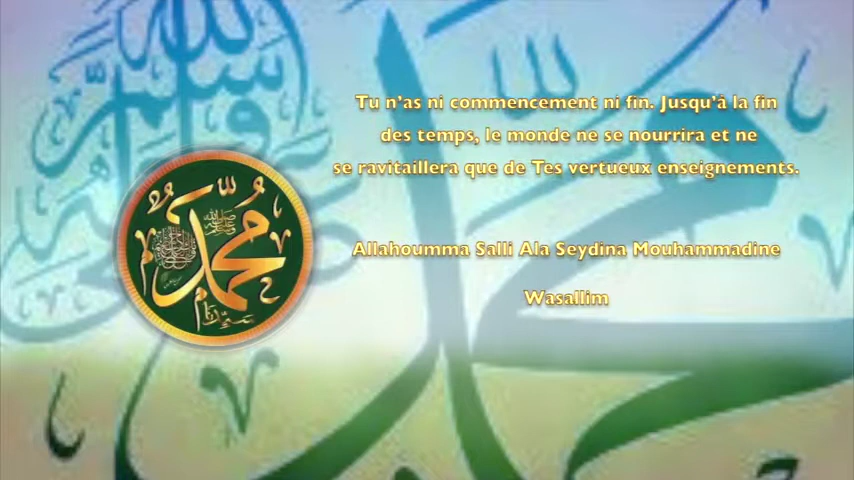 Tu n'as ni commencement ni fin. Jusqu'à la fin
des temps, le monde ne se nourrira et ne
se ravitaillera que de Tes vertueux enseignements.
Allahoumma Salli Ala Seydina Mouhammadine
Wasallim
محمد